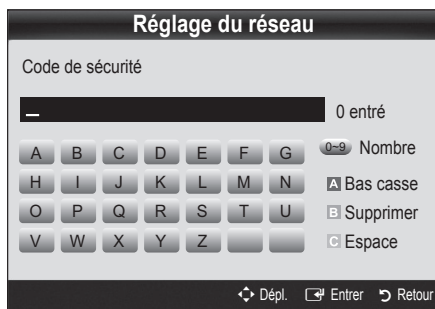 Réglage du réseau
Code de sécurité
0 entré
A B C D E F G 0~9 Nombre
H I J K L M N A Bas casse
O P Q R S T U B Supprimer
V W X Y Z C Espace
Dépl. Entrer Retour